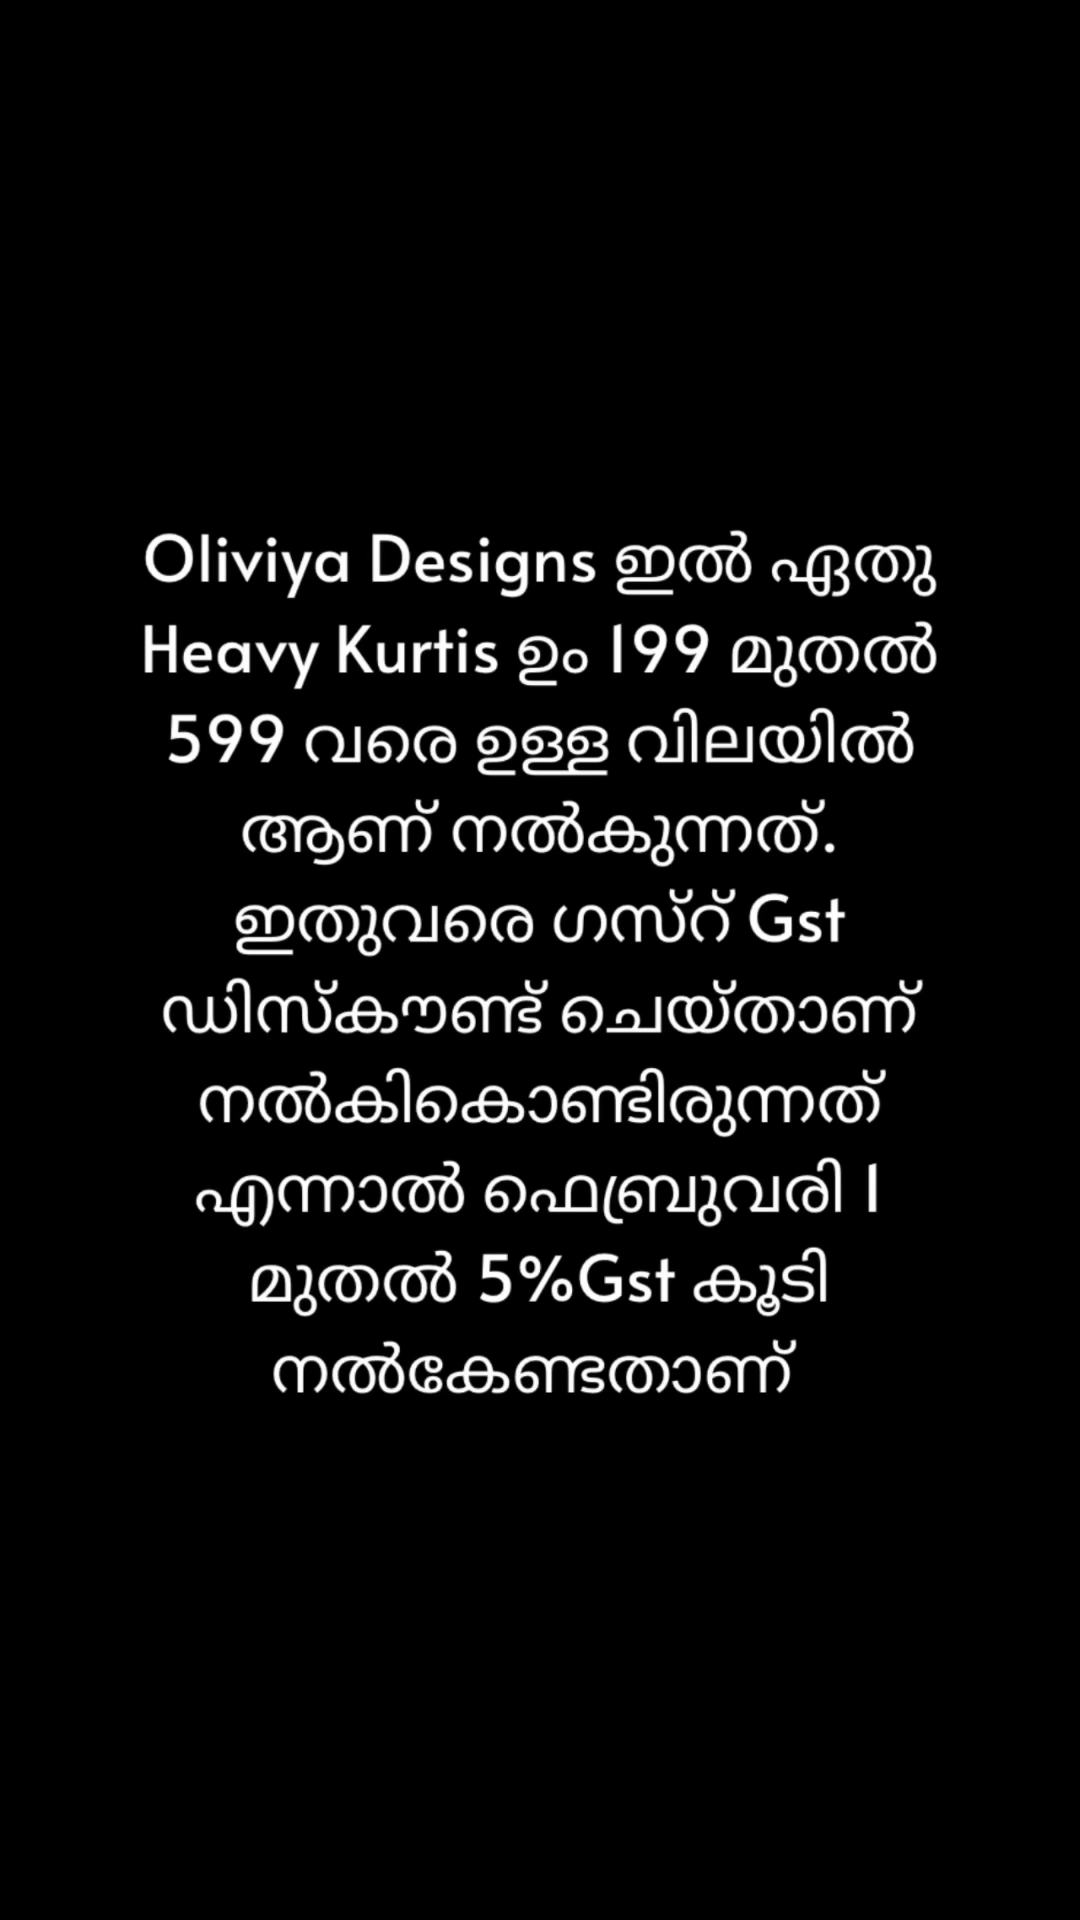 Oliviya Designs ഇൽ ഏതു
Heavy Kurtis ഉം 199 മുതൽ
599 വരെ ഉള്ള വിലയിൽ
ആണ് നൽകുന്നത്.
ഇതുവരെ ഗസ്റ് Gst
ഡിസ്കൗണ്ട് ചെയ്താണ്
നൽകികൊണ്ടിരുന്നത്
എന്നാൽ ഫെബ്രുവരി 1
മുതൽ 5%Gst കൂടി
നൽകേണ്ടതാണ്